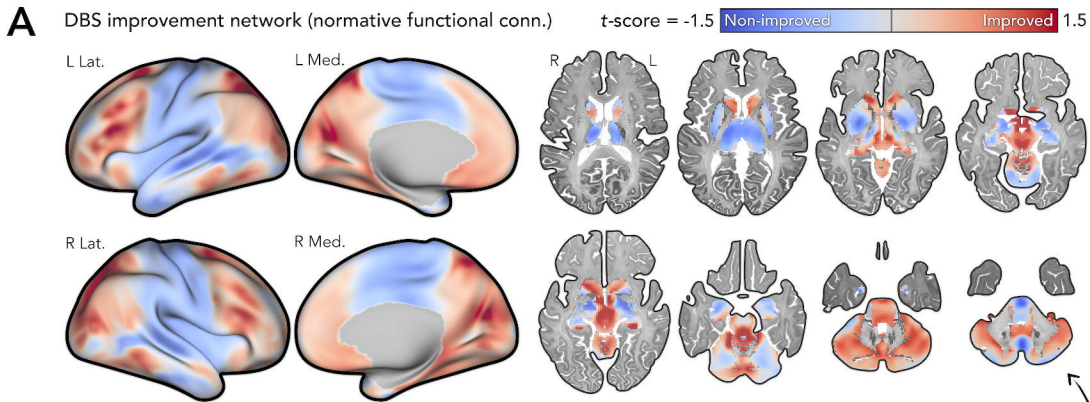 A
DBS improvement network (normative functional conn.)
t-score = -1.5 Non-improved Improved 1.5
L Lat.
L Med.
R L
R Lat.
R Med.